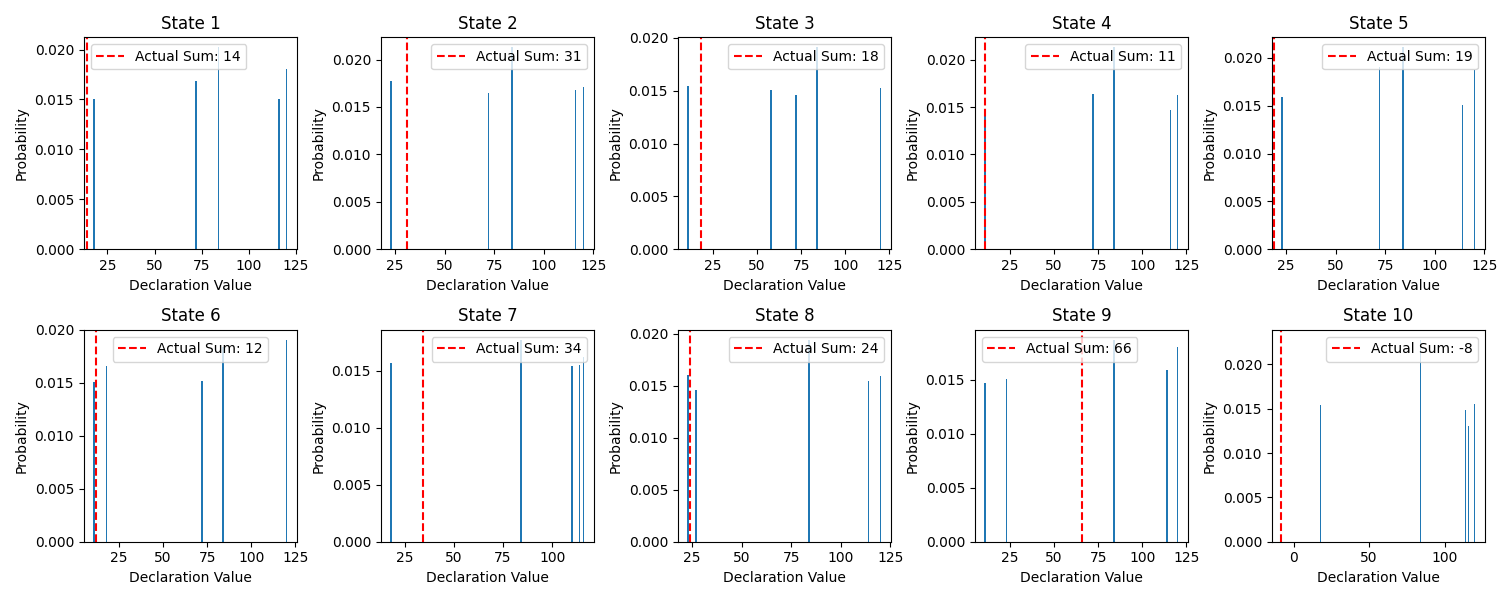 State 1
State 2
State 3
State 4
State 5
Actual Sum: 14
Actual Sum: 31
Actual Sum: 18
Actual Sum: 11
Actual Sum: 19
Probability
0.020
0.015
0.010
0.005
0.000
25 50 75 100 125
Declaration Value
Probability
0.020
0.015
0.010
0.005
0.000
25 50 75 100 125
Declaration Value
Probability
0.020
0.015
0.010
0.005
0.000
25 50 75 100 125
Declaration Value
Probability
0.020
0.015
0.010
0.005
0.000
25 50 75 100 125
Declaration Value
Probability
0.020
0.015
0.010
0.005
0.000
25 50 75 100 125
Declaration Value
State 6
State 7
State 8
State 9
State 10
Actual Sum: 12
Actual Sum: 34
Actual Sum: 24
Actual Sum: 66
Actual Sum: -8
Probability
0.020
0.015
0.010
0.005
0.000
25 50 75 100 125
Declaration Value
Probability
0.015
0.010
0.005
0.000
25 50 75 100
Declaration Value
Probability
0.020
0.015
0.010
0.005
0.000
25 50 75 100 125
Declaration Value
Probability
0.015
0.010
0.005
0.000
25 50 75 100 125
Declaration Value
Probability
0.020
0.015
0.010
0.005
0.000
0 50 100
Declaration Value